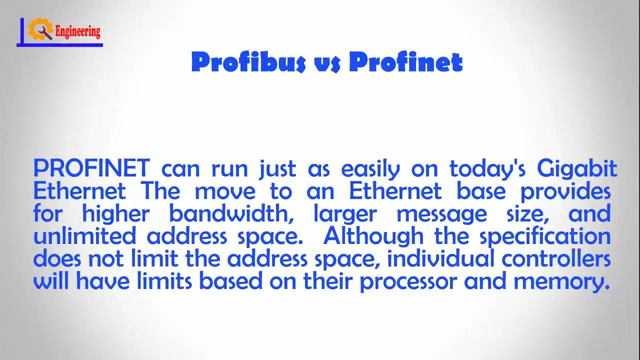 Engineering
Profibus vs Profinet
PROFINET can run just as easily on today's Gigabit
Ethernet The move to an Ethernet base provides
for higher bandwidth, larger message size, and
unlimited address space. Although the specification
does not limit the address space, individual controllers
will have limits based on their processor and memory.